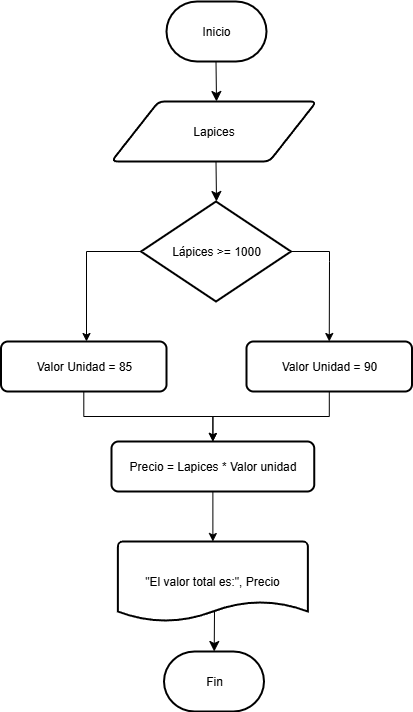 Inicio
Lapices
Lápices >= 1000
Valor Unidad = 85
Valor Unidad = 90
Precio = Lapices * Valor unidad
"El valor total es:", Precio
Fin